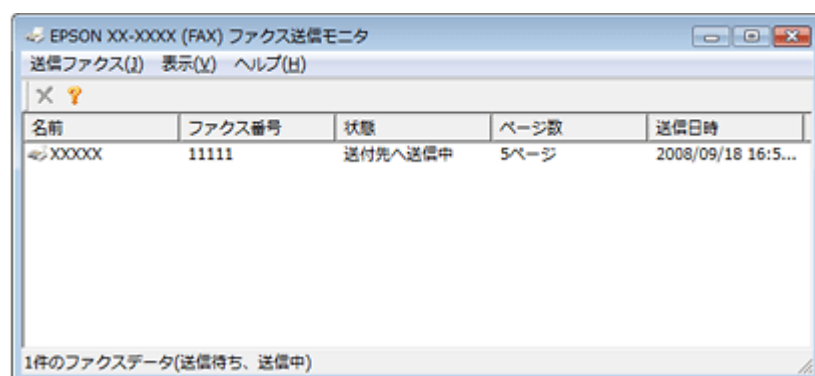 EPSON XX-XXXX (FAX) ファクス送信モニタ
送信ファクス(J) 表示(V) ヘルプ(H)
名前 ファクス番号 状態 ページ数 送信日時
XXXXX 11111 送付先へ送信中 5ページ 2008/09/18 16:5...
1件のファクスデータ(送信待ち、送信中)